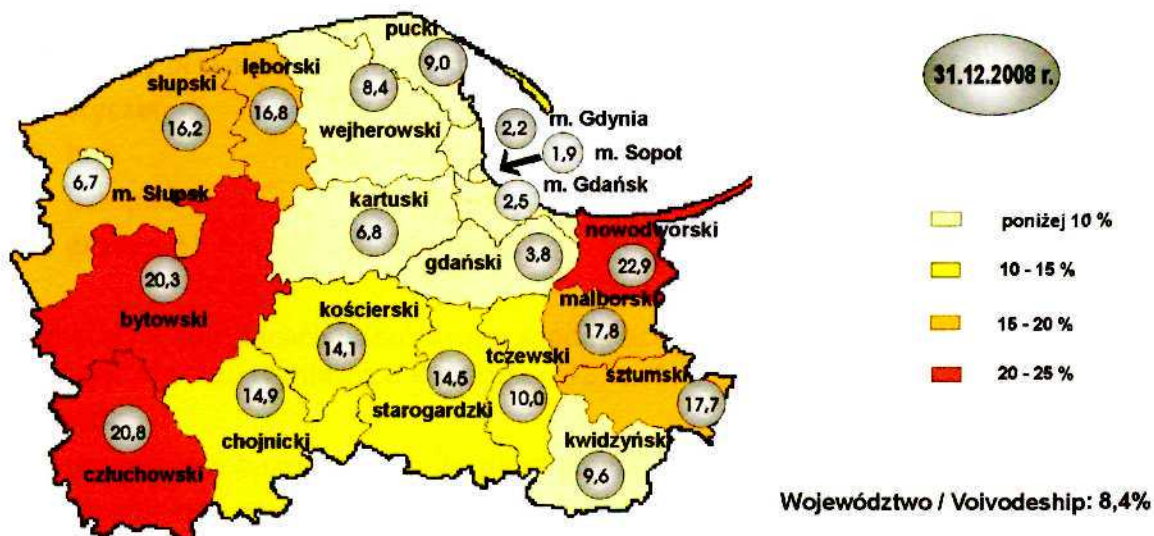 pucki
9,0
31.12.2008 r.
słupski
lęborski
8,4
16,2
16,8
wejherowski
2,2
m. Gdynia
1,9
m. Sopot
6,7
m. Słupsk
m. Gdańsk
2,5
kartuski
6,8
nowodworski
poniżej 10 %
gdański
3,8
22,9
10 - 15 %
20,3
bytowski
kościerski
14,1
malborski
17,8
15 - 20 %
tczewski
sztumski
20 - 25 %
14,9
14,5
10,0
17,7
starogardzki
20,8
chojnicki
kwidzyński
człuchowski
9,6
Województwo / Voivodeship: 8,4%